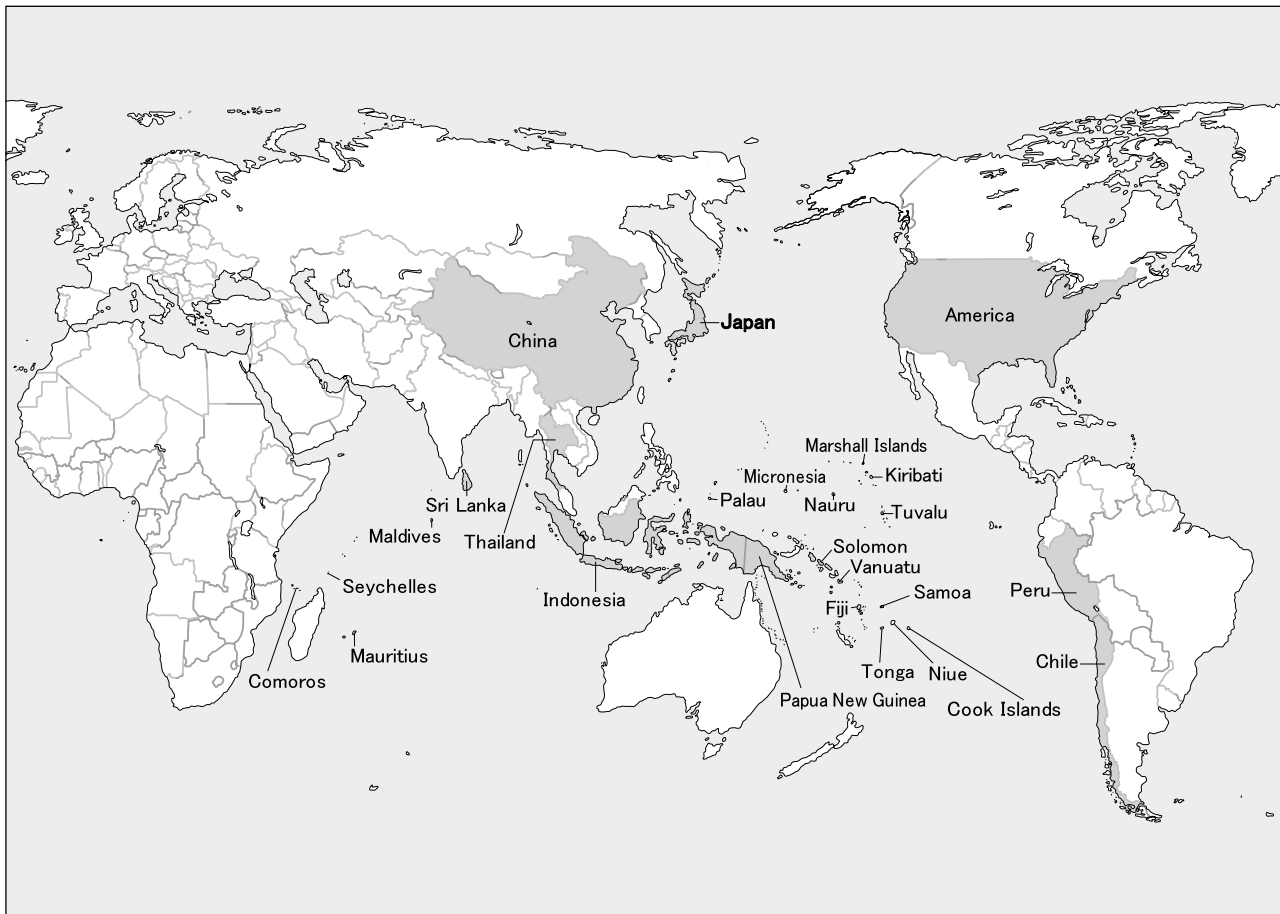 Japan
China
America
Marshall Islands
Micronesia
Kiribati
Palau
Nauru
Sri Lanka
Tuvalu
Maldives
Thailand
Solomon
Vanuatu
Seychelles
Indonesia
Samoa
Peru
Fiji
Mauritius
Chile
Tonga
Niue
Comoros
Papua New Guinea
Cook Islands